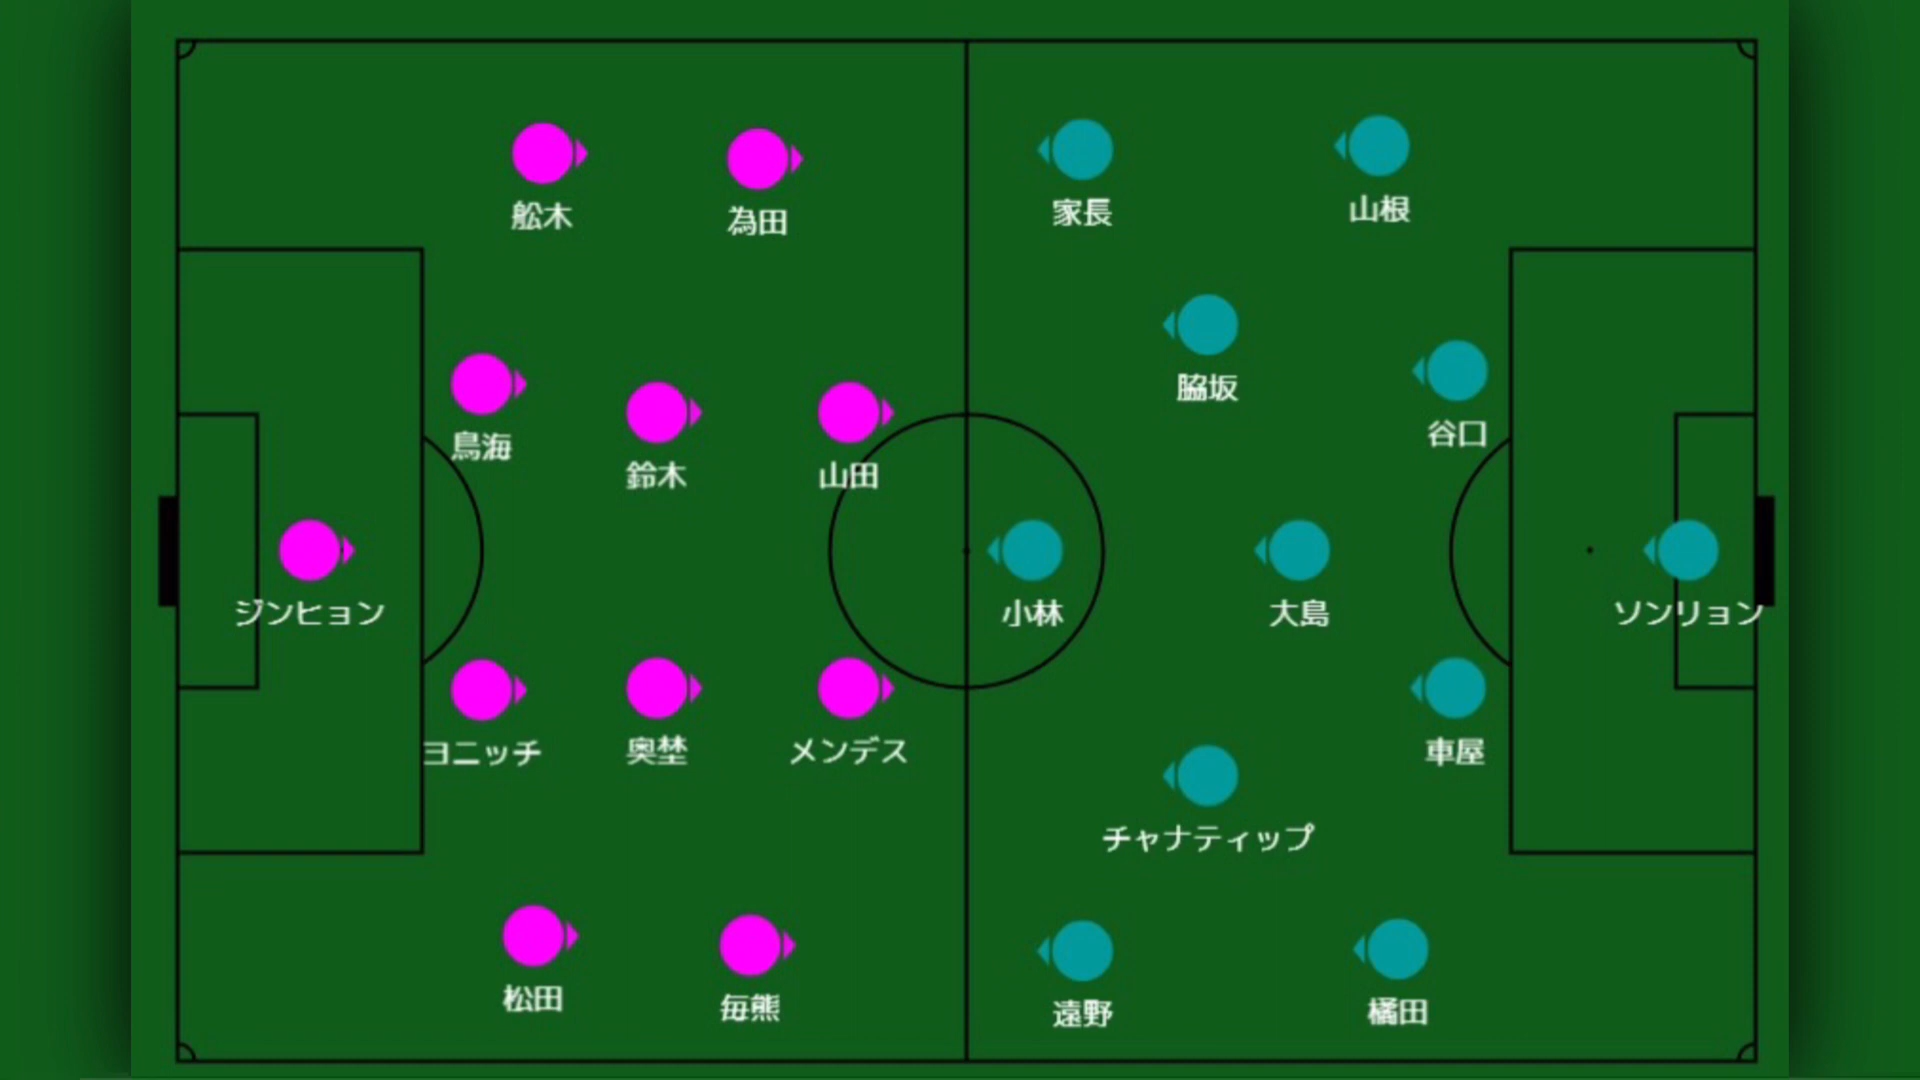 舩木
為田
家長
山根
脇坂
鳥海
谷口
鈴木
山田
ジンヒョン
小林
大島
ソンリョン
ヨニッチ
奥埜
メンデス
車屋
チャナティップ
松田
毎熊
遠野
橘田